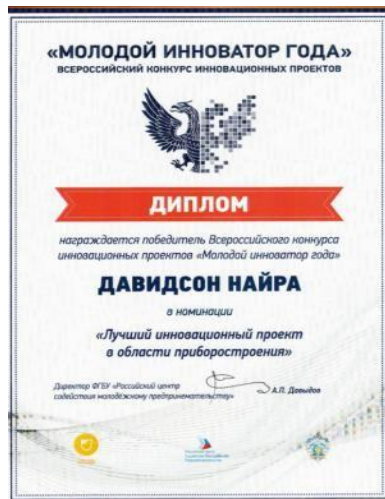 «МОЛОДОЙ ИННОВАТОР ГОДА»
ВСЕРОССИЙСКИЙ КОНКУРС ИННОВАЦИОННЫХ ПРОЕКТОВ
ДИПЛОМ
награждается победитель Всероссийского конкурса
инновационных проектов «Молодой инноватор года»
ДАВИДСОН НАЙРА
в номинации
«Лучший инновационный проект
в области приборостроения»
Директор ФГБУ «Российский центр
содействия молодёжному предпринимательству»
А.П. Давыдов